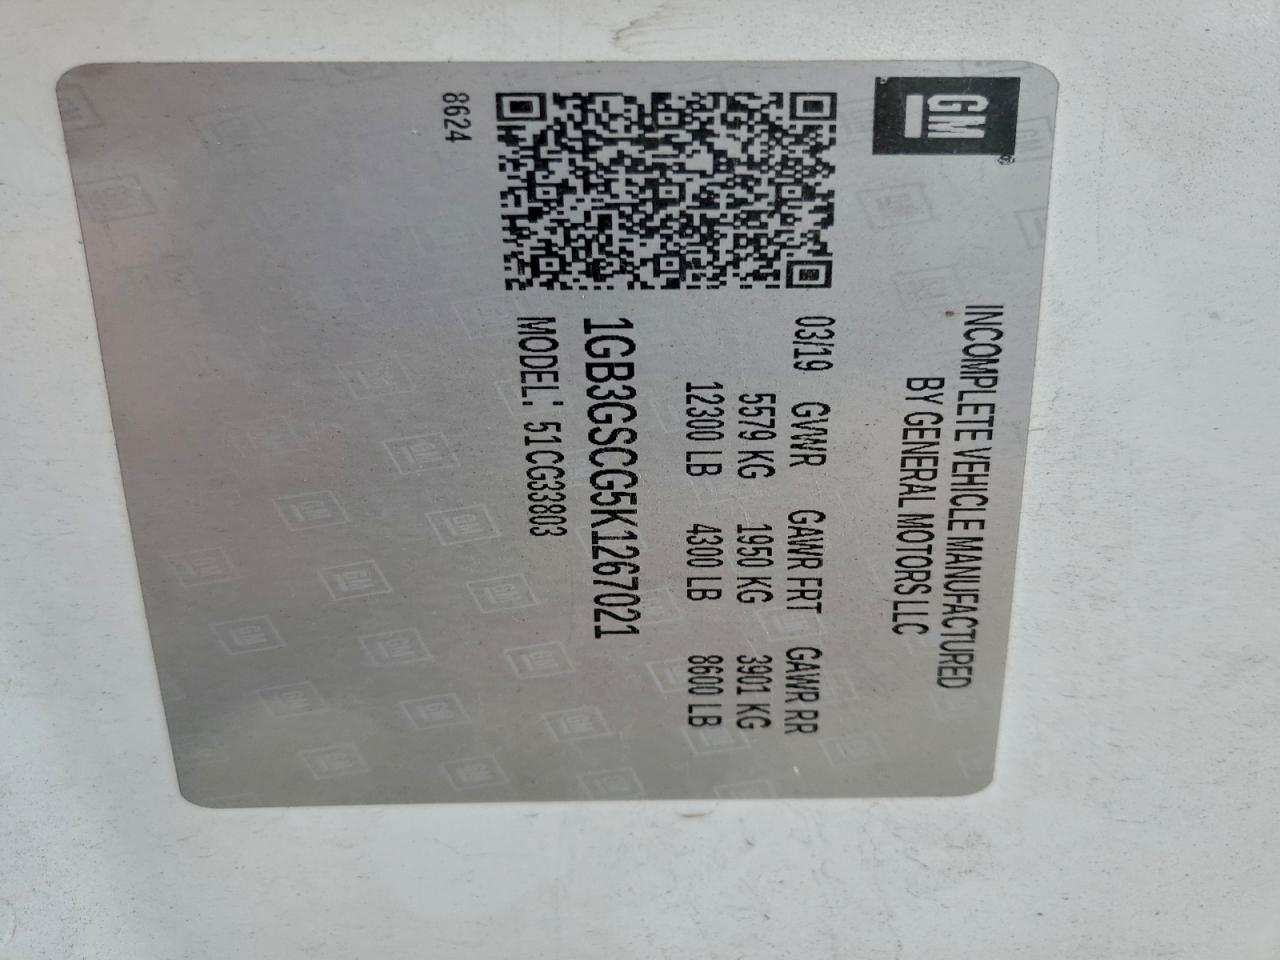 GM
INCOMPLETE VEHICLE MANUFACTURED
BY GENERAL MOTORS LLC
03/19 GVWR GAWR FRT GAWR RR
5579 KG 1950 KG 3901 KG
12300 LB 4300 LB 8600 LB
1GB3GSCG5K1267021
MODEL: 51CG33803
8624